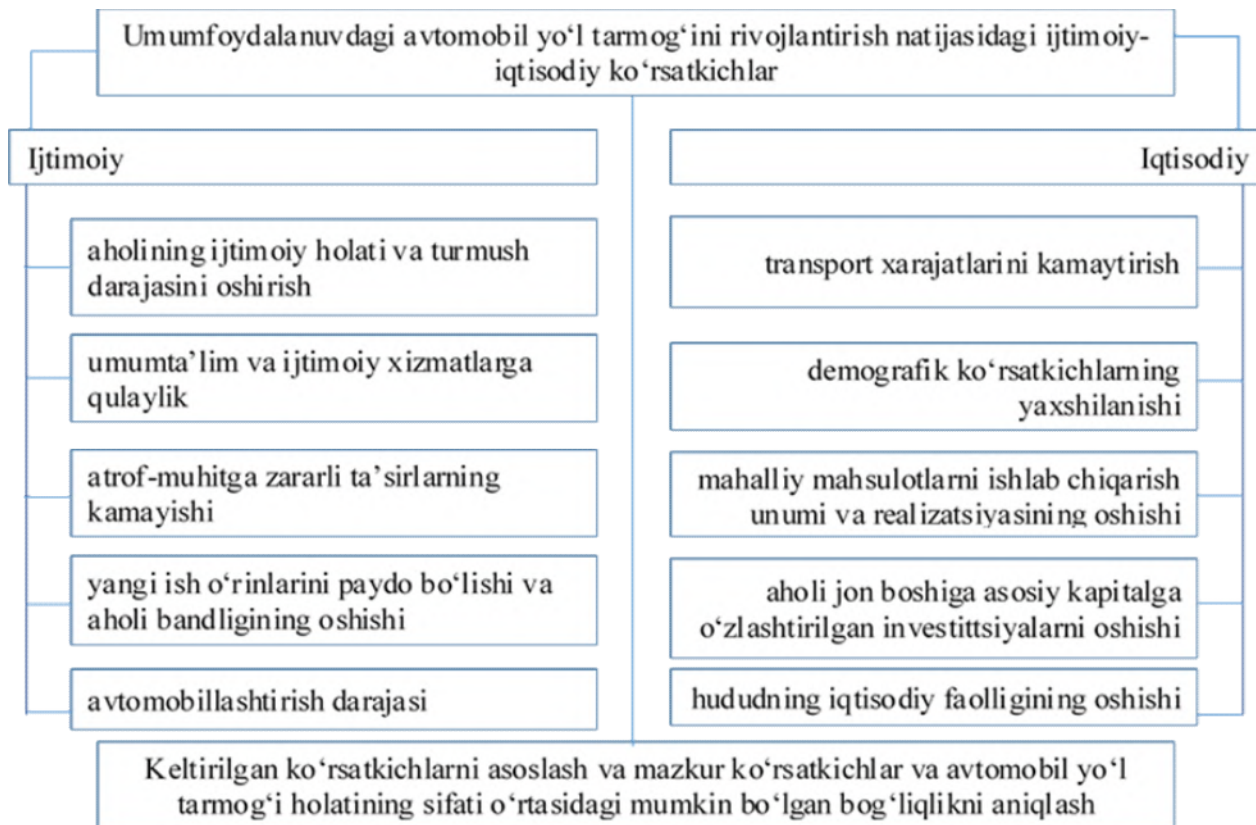 Umumfoydalanuvdagi avtomobil yo‘l tarmog‘ini rivojlantirish natijasidagi ijtimoiy-
iqtisodiy ko‘rsatkichlar
Ijtimoiy
aholining ijtimoiy holati va turmush
darajasini oshirish
umumta’lim va ijtimoiy xizmatlarga
qulaylik
atrof-muhitga zararli ta’sirlarning
kamayishi
yangi ish o‘rinlarini paydo bo‘lishi va
aholi bandligining oshishi
avtomobillashtirish darajasi
Iqtisodiy
transport xarajatlarini kamaytirish
demografik ko‘rsatkichlarning
yaxshilanishi
mahalliy mahsulotlarni ishlab chiqarish
unumi va realizatsiyasining oshishi
aholi jon boshiga asosiy kapitalga
o‘zlashtirilgan investittsiyalarni oshishi
hududning iqtisodiy faolligining oshishi
Keltirilgan ko‘rsatkichlarni asoslash va mazkur ko‘rsatkichlar va avtomobil yo‘l
tarmog‘i holatining sifati o‘rtasidagi mumkin bo‘lgan bog‘liqlikni aniqlash